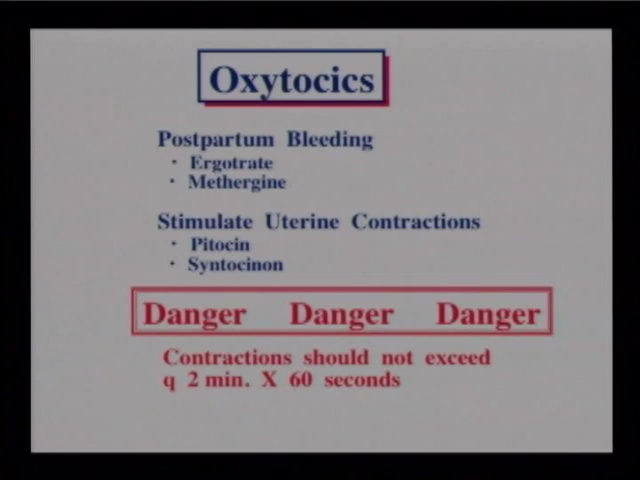 Oxytocics
Postpartum Bleeding
· Ergotrate
· Methergine
Stimulate Uterine Contractions
· Pitocin
· Syntocinon
Danger Danger Danger
Contractions should not exceed
q 2 min. X 60 seconds